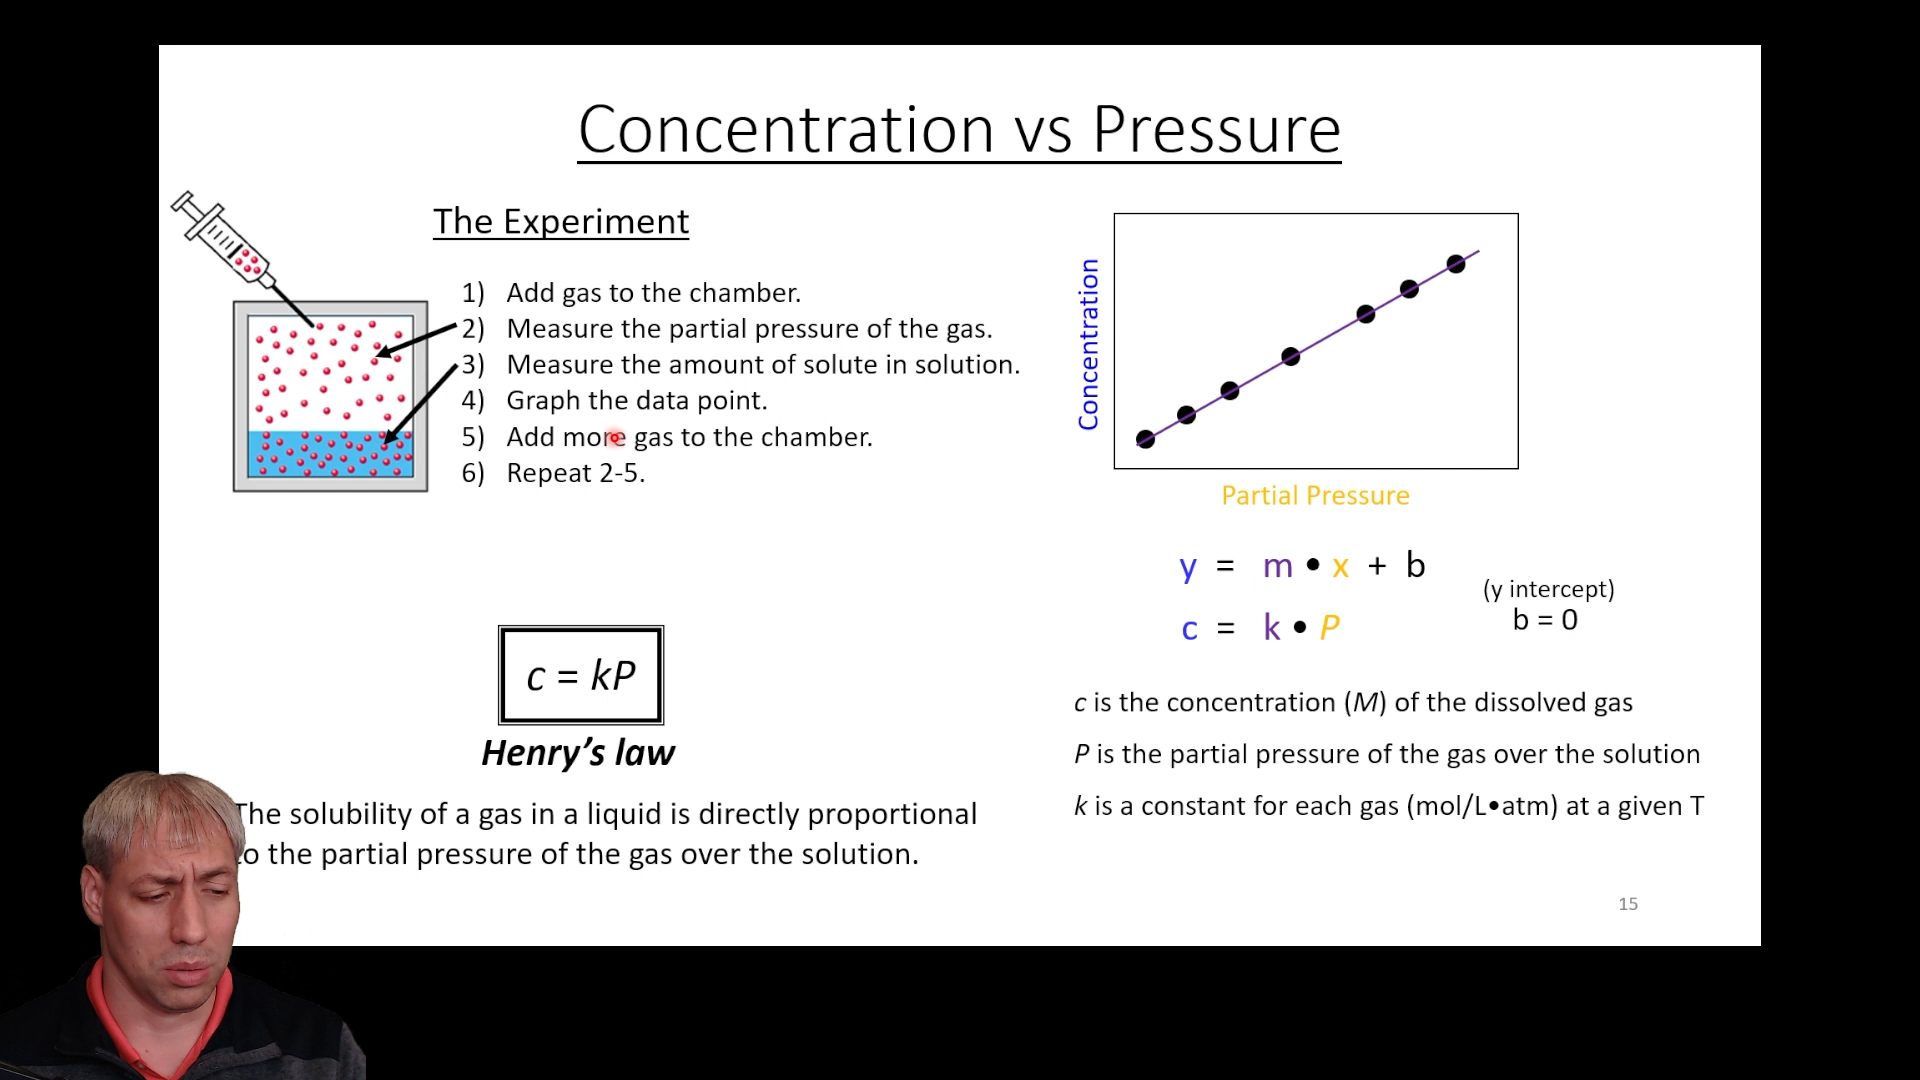 Concentration vs Pressure
The Experiment
1) Add gas to the chamber.
2) Measure the partial pressure of the gas.
3) Measure the amount of solute in solution.
4) Graph the data point.
5) Add more gas to the chamber.
6) Repeat 2-5.
c = kP
Henry’s law
The solubility of a gas in a liquid is directly proportional
to the partial pressure of the gas over the solution.
Concentration
Partial Pressure
y = m • x + b
c = k • P
(y intercept)
b = 0
c is the concentration (M) of the dissolved gas
P is the partial pressure of the gas over the solution
k is a constant for each gas (mol/L•atm) at a given T
15